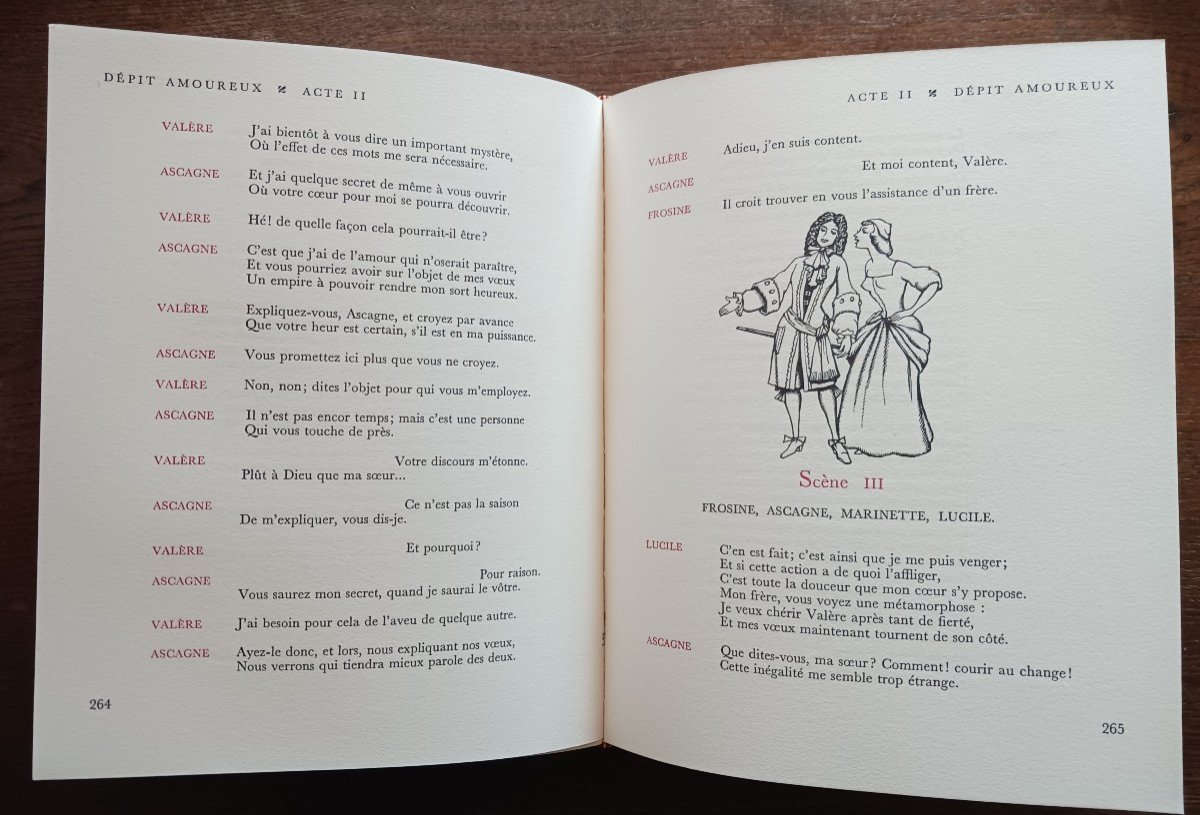 DÉPIT AMOUREUX ACTE II
VALÈRE J'ai bientôt à vous dire un important mystère,
Où l'effet de ces mots me sera nécessaire.
ASCAGNE Et j'ai quelque secret de même à vous ouvrir
Où votre cœur pour moi se pourra découvrir.
VALÈRE Hé! de quelle façon cela pourrait-il être?
ASCAGNE C'est que j'ai de l'amour qui n'oserait paraître,
Et vous pourriez avoir sur l'objet de mes vœux
Un empire à pouvoir rendre mon sort heureux.
VALÈRE Expliquez-vous, Ascagne, et croyez par avance
Que votre heur est certain, s'il est en ma puissance.
ASCAGNE Vous promettez ici plus que vous ne croyez.
VALÈRE Non, non; dites l'objet pour qui vous m'employez.
ASCAGNE Il n'est pas encor temps; mais c'est une personne
Qui vous touche de près.
VALÈRE Votre discours m'étonne.
Plût à Dieu que ma sœur...
ASCAGNE Ce n'est pas la saison
De m'expliquer, vous dis-je.
VALÈRE Et pourquoi?
ASCAGNE Pour raison.
Vous saurez mon secret, quand je saurai le vôtre.
VALÈRE J'ai besoin pour cela de l'aveu de quelque autre.
ASCAGNE Ayez-le donc, et lors, nous expliquant nos vœux,
Nous verrons qui tiendra mieux parole des deux.
264
ACTE II DÉPIT AMOUREUX
VALÈRE Adieu, j'en suis content.
ASCAGNE Et moi content, Valère.
FROSINE Il croit trouver en vous l'assistance d'un frère.
Scène III
FROSINE, ASCAGNE, MARINETTE, LUCILE.
LUCILE C'en est fait; c'est ainsi que je me puis venger;
Et si cette action a de quoi l'affliger,
C'est toute la douceur que mon cœur s'y propose.
Mon frère, vous voyez une métamorphose :
Je veux chérir Valère après tant de fierté,
Et mes vœux maintenant tournent de son côté.
ASCAGNE Que dites-vous, ma sœur? Comment! courir au change!
Cette inégalité me semble trop étrange.
265